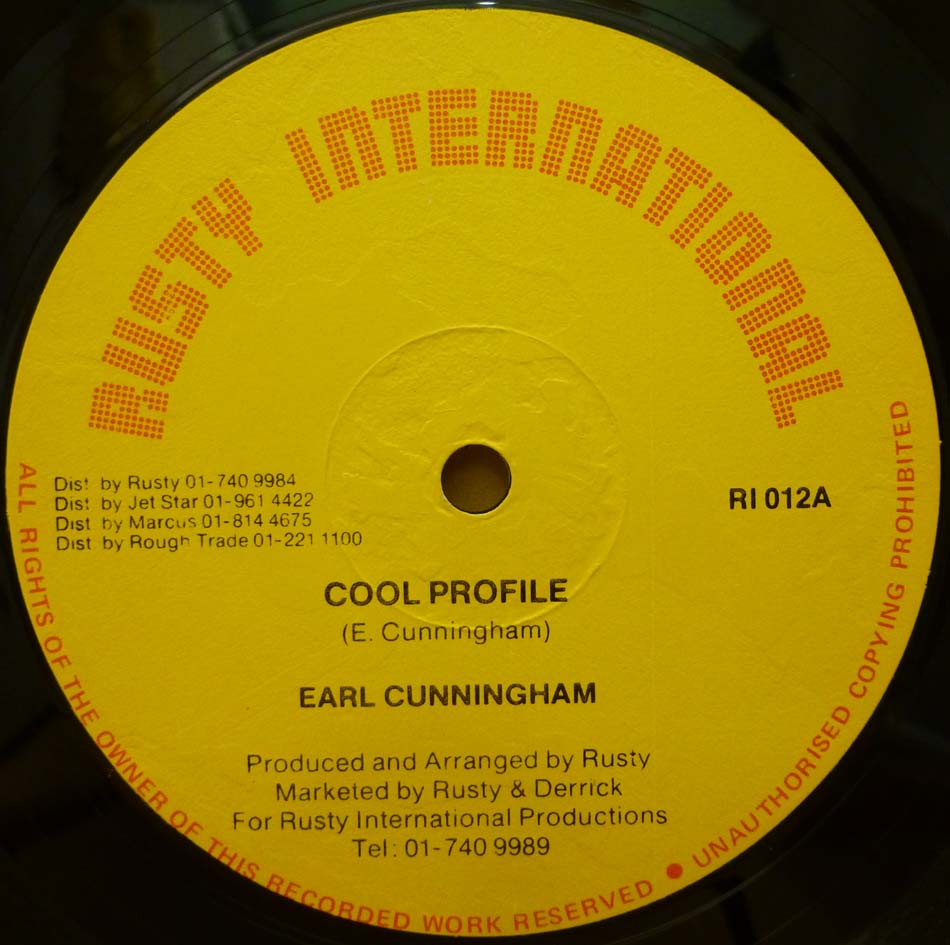 RUSTY INTERNATIONAL
Dist. by Rusty 01-740 9984
Dist. by Jet Star 01-961 4422
Dist. by Marcus 01-814 4675
Dist. by Rough Trade 01-221 1100
RI 012A
COOL PROFILE
(E. Cunningham)
EARL CUNNINGHAM
Produced and Arranged by Rusty
Marketed by Rusty & Derrick
For Rusty International Productions
Tel: 01-740 9989
ALL RIGHTS OF THE OWNER OF THIS RECORDED WORK RESERVED ● UNAUTHORISED COPYING PROHIBITED